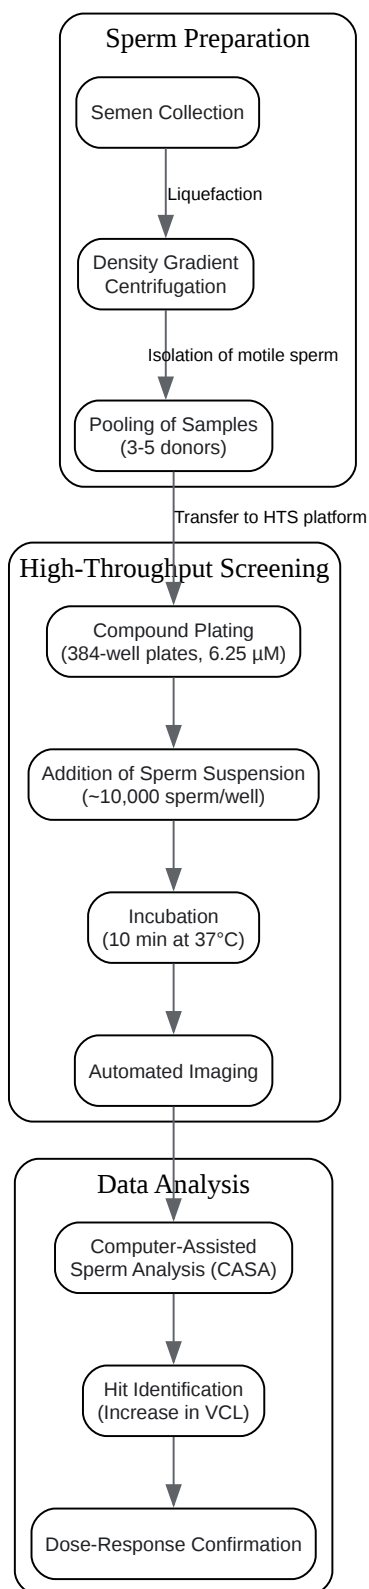 Sperm Preparation
Semen Collection
Liquefaction
Density Gradient
Centrifugation
Isolation of motile sperm
Pooling of Samples
(3-5 donors)
Transfer to HTS platform
High-Throughput Screening
Compound Plating
(384-well plates, 6.25 µM)
Addition of Sperm Suspension
(~10,000 sperm/well)
Incubation
(10 min at 37°C)
Automated Imaging
Data Analysis
Computer-Assisted
Sperm Analysis (CASA)
Hit Identification
(Increase in VCL)
Dose-Response Confirmation